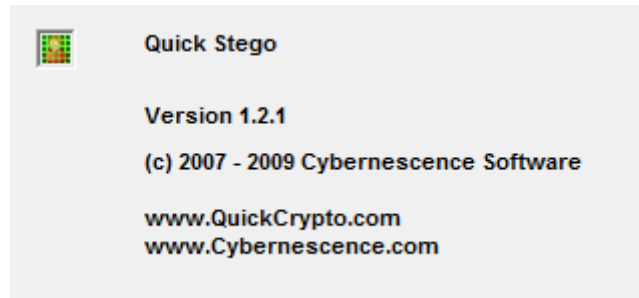 Quick Stego
Version 1.2.1
(c) 2007 - 2009 Cybernescence Software
www.QuickCrypto.com
www.Cybernescence.com